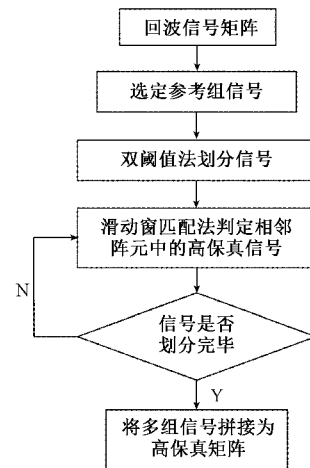 回波信号矩阵
选定参考组信号
双阈值法划分信号
滑动窗匹配法判定相邻
阵元中的高保真信号
N
信号是否
划分完毕
Y
将多组信号拼接为
高保真矩阵